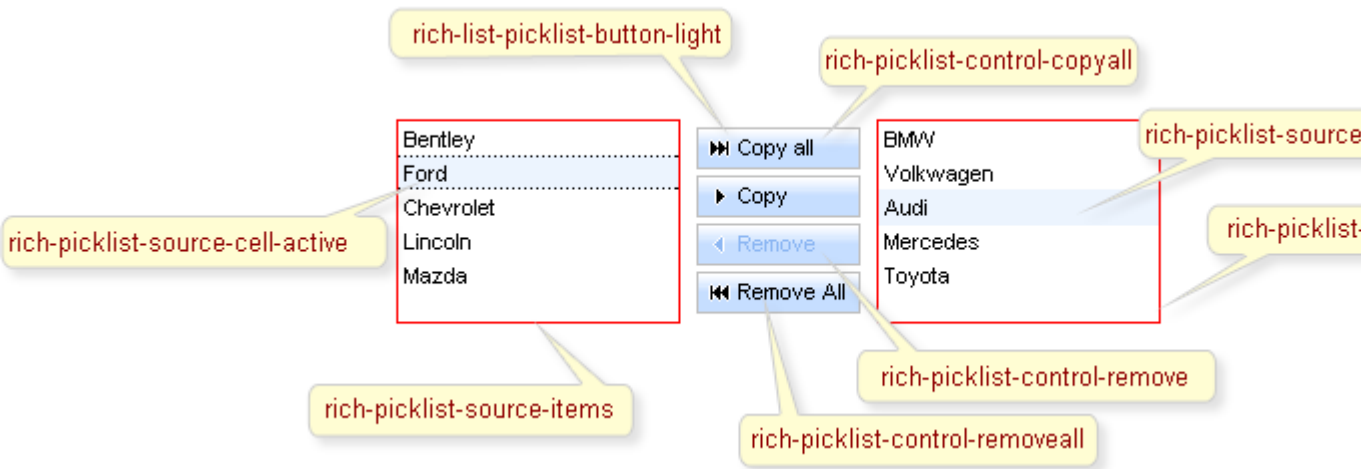 rich-list-picklist-button-light
rich-picklist-control-copyall
Bentley
Ford
Chevrolet
Lincoln
Mazda
Copy all
Copy
Remove
Remove All
BMW
Volkwagen
Audi
Mercedes
Toyota
rich-picklist-source
rich-picklist-
rich-picklist-source-cell-active
rich-picklist-control-remove
rich-picklist-source-items
rich-picklist-control-removeall